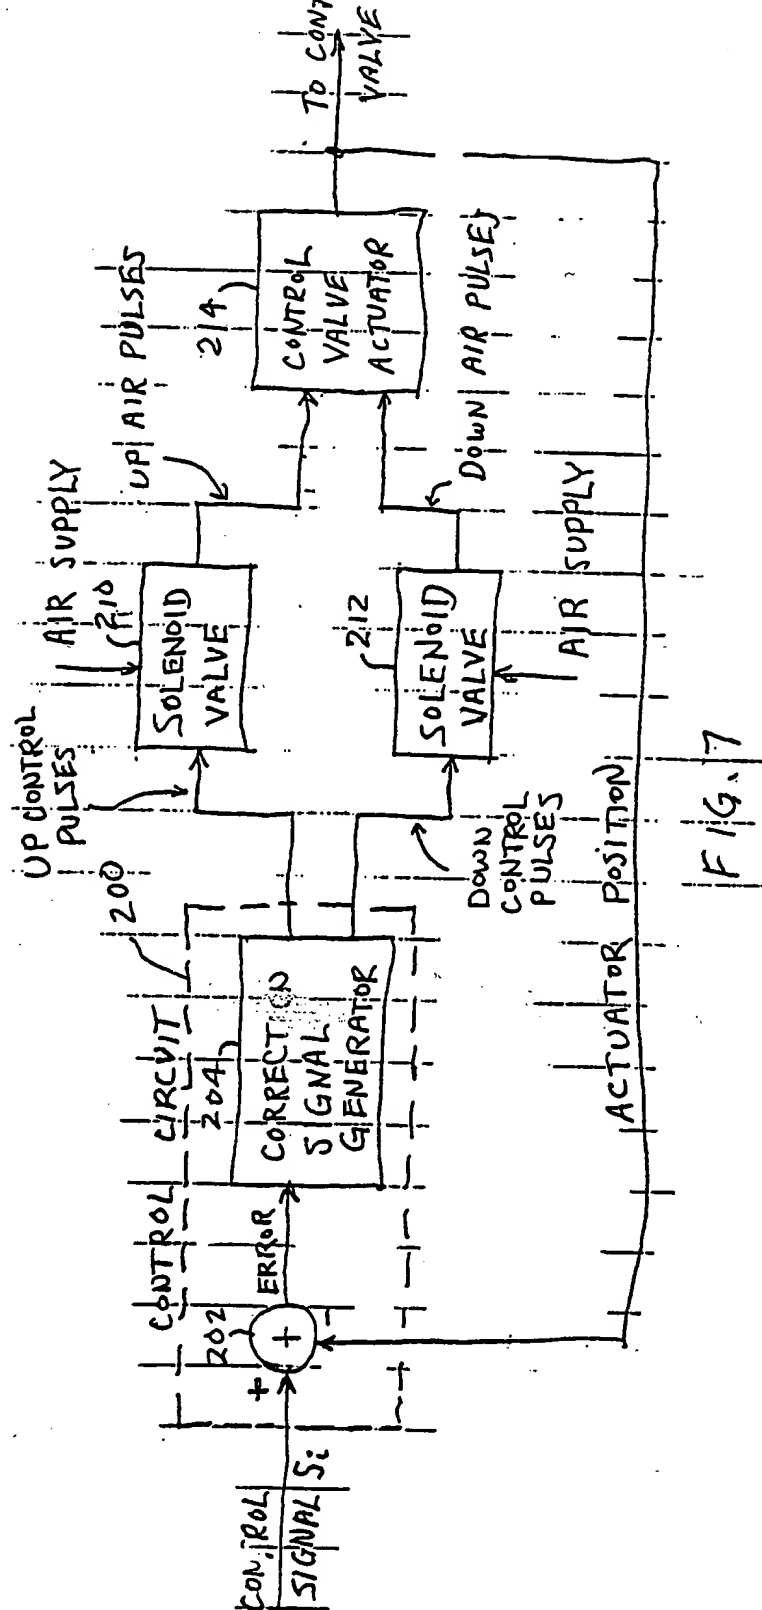 CONTROL
SIGNAL Si
CONTROL CIRCUIT
200
202
+
+
-
ERROR
204
CORRECTION
SIGNAL
GENERATOR
UP CONTROL
PULSES
DOWN
CONTROL
PULSES
AIR SUPPLY
210
SOLENOID
VALVE
212
SOLENOID
VALVE
AIR SUPPLY
UP AIR PULSES
DOWN AIR PULSES
214
CONTROL
VALVE
ACTUATOR
TO CONT
VALVE
ACTUATOR POSITION
FIG. 7